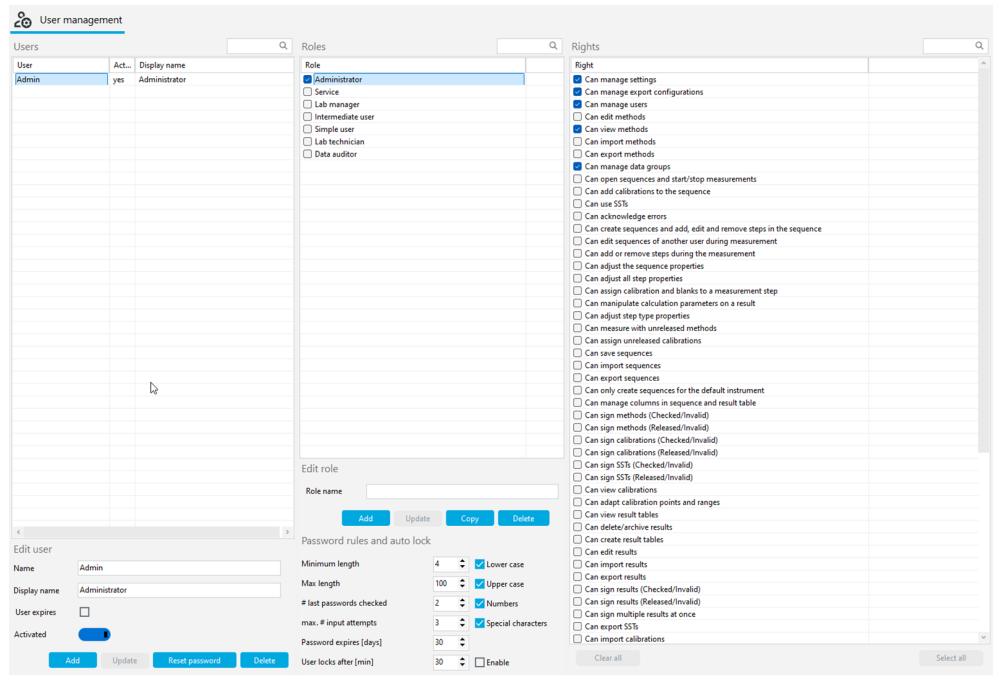 User management
Users
Roles
Rights
User Act... Display name
Admin yes Administrator
Role
Administrator
Service
Lab manager
Intermediate user
Simple user
Lab technician
Data auditor
Right
Can manage settings
Can manage export configurations
Can manage users
Can edit methods
Can view methods
Can import methods
Can export methods
Can manage data groups
Can open sequences and start/stop measurements
Can add calibrations to the sequence
Can use SSTs
Can acknowledge errors
Can create sequences and add, edit and remove steps in the sequence
Can edit sequences of another user during measurement
Can add or remove steps during the measurement
Can adjust the sequence properties
Can adjust all step properties
Can assign calibration and blanks to a measurement step
Can manipulate calculation parameters on a result
Can adjust step type properties
Can measure with unreleased methods
Can assign unreleased calibrations
Can save sequences
Can import sequences
Can export sequences
Can only create sequences for the default instrument
Can manage columns in sequence and result table
Can sign methods (Checked/Invalid)
Can sign methods (Released/Invalid)
Can sign calibrations (Checked/Invalid)
Can sign calibrations (Released/Invalid)
Can sign SSTs (Checked/Invalid)
Can sign SSTs (Released/Invalid)
Can view calibrations
Can adapt calibration points and ranges
Can view result tables
Can delete/archive results
Can create result tables
Can edit results
Can import results
Can export results
Can sign results (Checked/Invalid)
Can sign results (Released/Invalid)
Can sign multiple results at once
Can export SSTs
Can import calibrations
Clear all Select all
Edit role
Role name
Add Update Copy Delete
Password rules and auto lock
Minimum length 4 Lower case
Max length 100 Upper case
# last passwords checked 2 Numbers
max. # input attempts 3 Special characters
Password expires [days] 30
User locks after [min] 30 Enable
Edit user
Name Admin
Display name Administrator
User expires
Activated
Add Update Reset password Delete